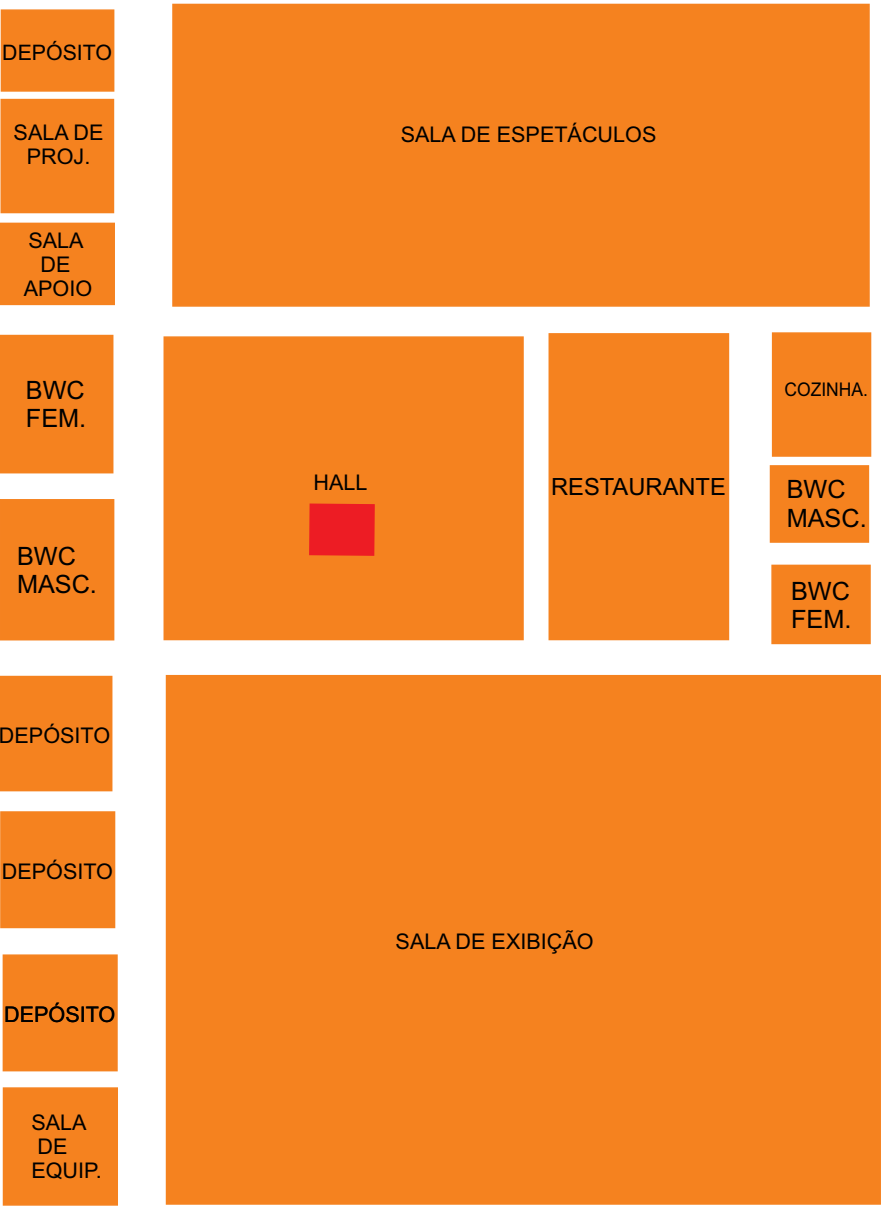 DEPÓSITO
SALA DE
PROJ.
SALA
DE
APOIO
SALA DE ESPETÁCULOS
BWC
FEM.
BWC
MASC.
HALL
RESTAURANTE
COZINHA.
BWC
MASC.
BWC
FEM.
DEPÓSITO
DEPÓSITO
DEPÓSITO
SALA
DE
EQUIP.
SALA DE EXIBIÇÃO